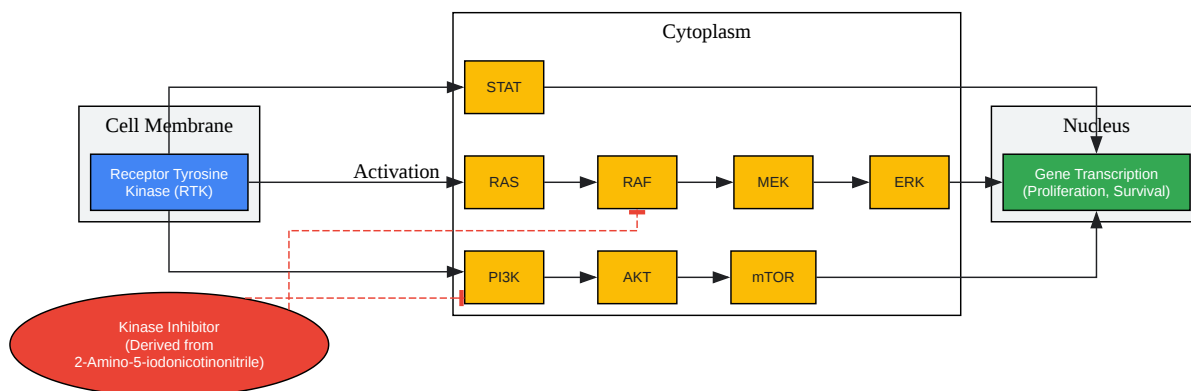 Cytoplasm
STAT
Cell Membrane
Nucleus
Receptor Tyrosine
Kinase (RTK)
Activation
RAS
RAF
MEK
ERK
Gene Transcription
(Proliferation, Survival)
PI3K
AKT
mTOR
Kinase Inhibitor
(Derived from
2-Amino-5-iodonicotinonitrile)